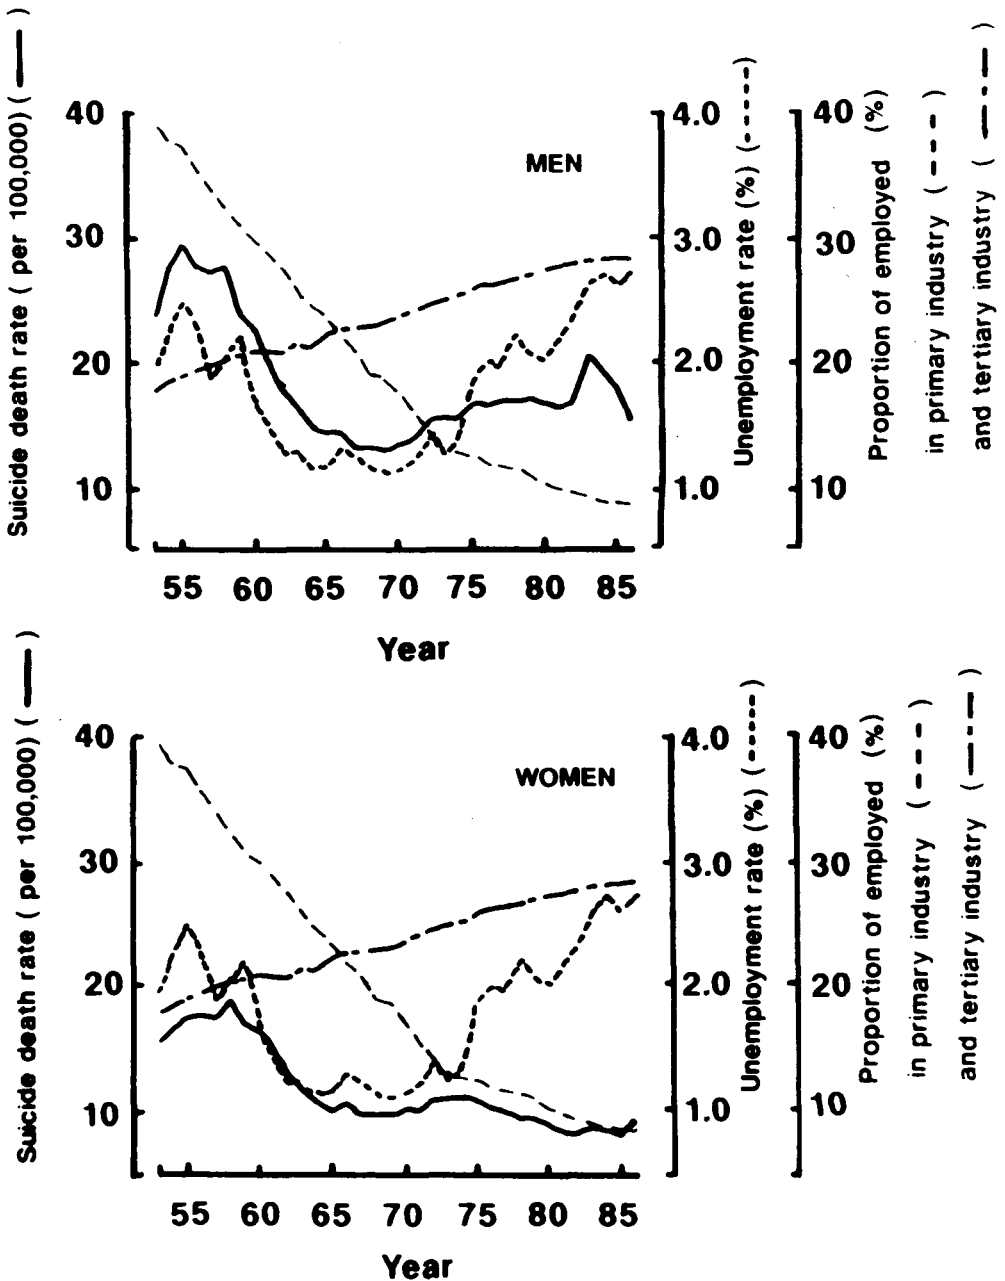 Suicide death rate ( per 100,000) ( — )
40
30
20
10
MEN
4.0
3.0
2.0
1.0
Unemployment rate (%) ( ----- )
40
30
20
10
Proportion of employed (%)
in primary industry ( - - - )
and tertiary industry ( — - — )
55 60 65 70 75 80 85
Year
Suicide death rate ( per 100,000) ( — )
40
30
20
10
WOMEN
4.0
3.0
2.0
1.0
Unemployment rate (%) ( ----- )
40
30
20
10
Proportion of employed (%)
in primary industry ( - - - )
and tertiary industry ( — - — )
55 60 65 70 75 80 85
Year